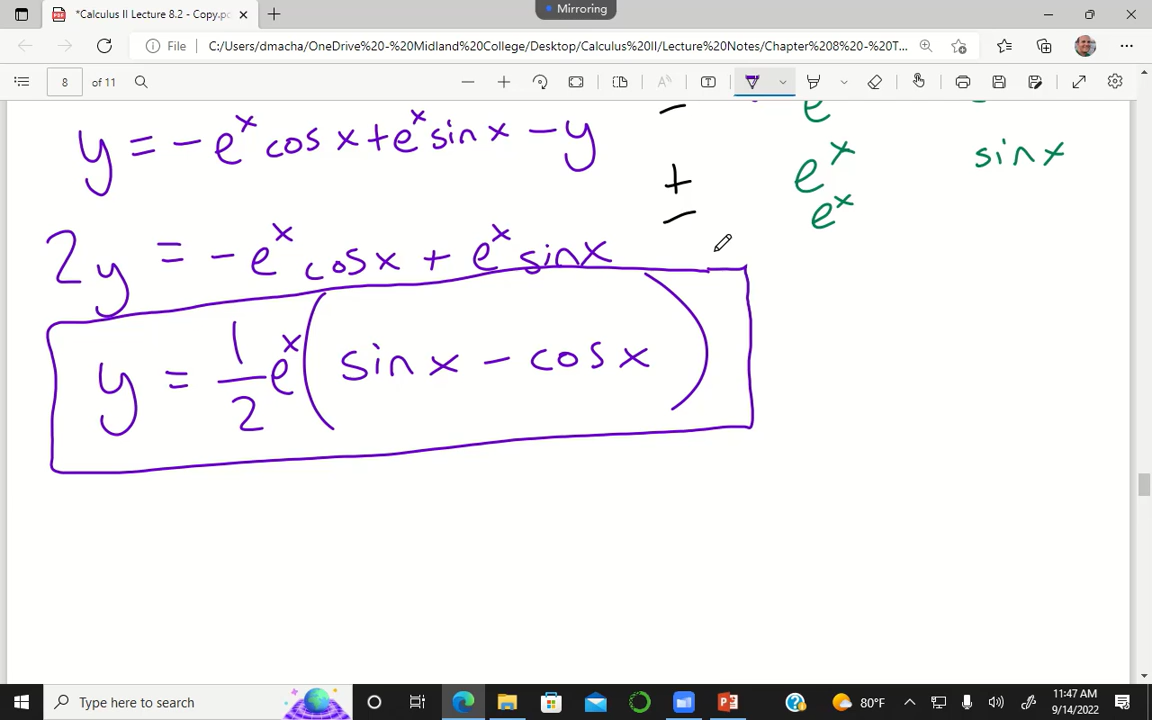 Mirroring
*Calculus II Lecture 8.2 - Copy.pc
File
C:/Users/dmacha/OneDrive%20-%20Midland%20College/Desktop/Calculus%20II/Lecture%20Notes/Chapter%208%20-%20T...
8 of 11
y = -e^x cos x + e^x sin x - y
- e
+ e^x sin x
- e^x
2y = -e^x cos x + e^x sin x
y = 1/2 e^x (sin x - cos x)
Type here to search
80°F
11:47 AM
9/14/2022